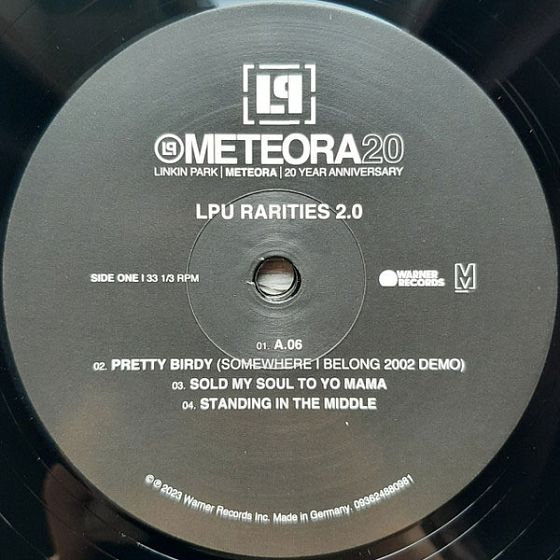 LP
LP METEORA20
LINKIN PARK | METEORA | 20 YEAR ANNIVERSARY
LPU RARITIES 2.0
SIDE ONE I 33 1/3 RPM
WARNER RECORDS
M
01. A.06
02. PRETTY BIRDY (SOMEWHERE I BELONG 2002 DEMO)
03. SOLD MY SOUL TO YO MAMA
04. STANDING IN THE MIDDLE
© ℗ 2023 Warner Records Inc. Made in Germany. 093624880981